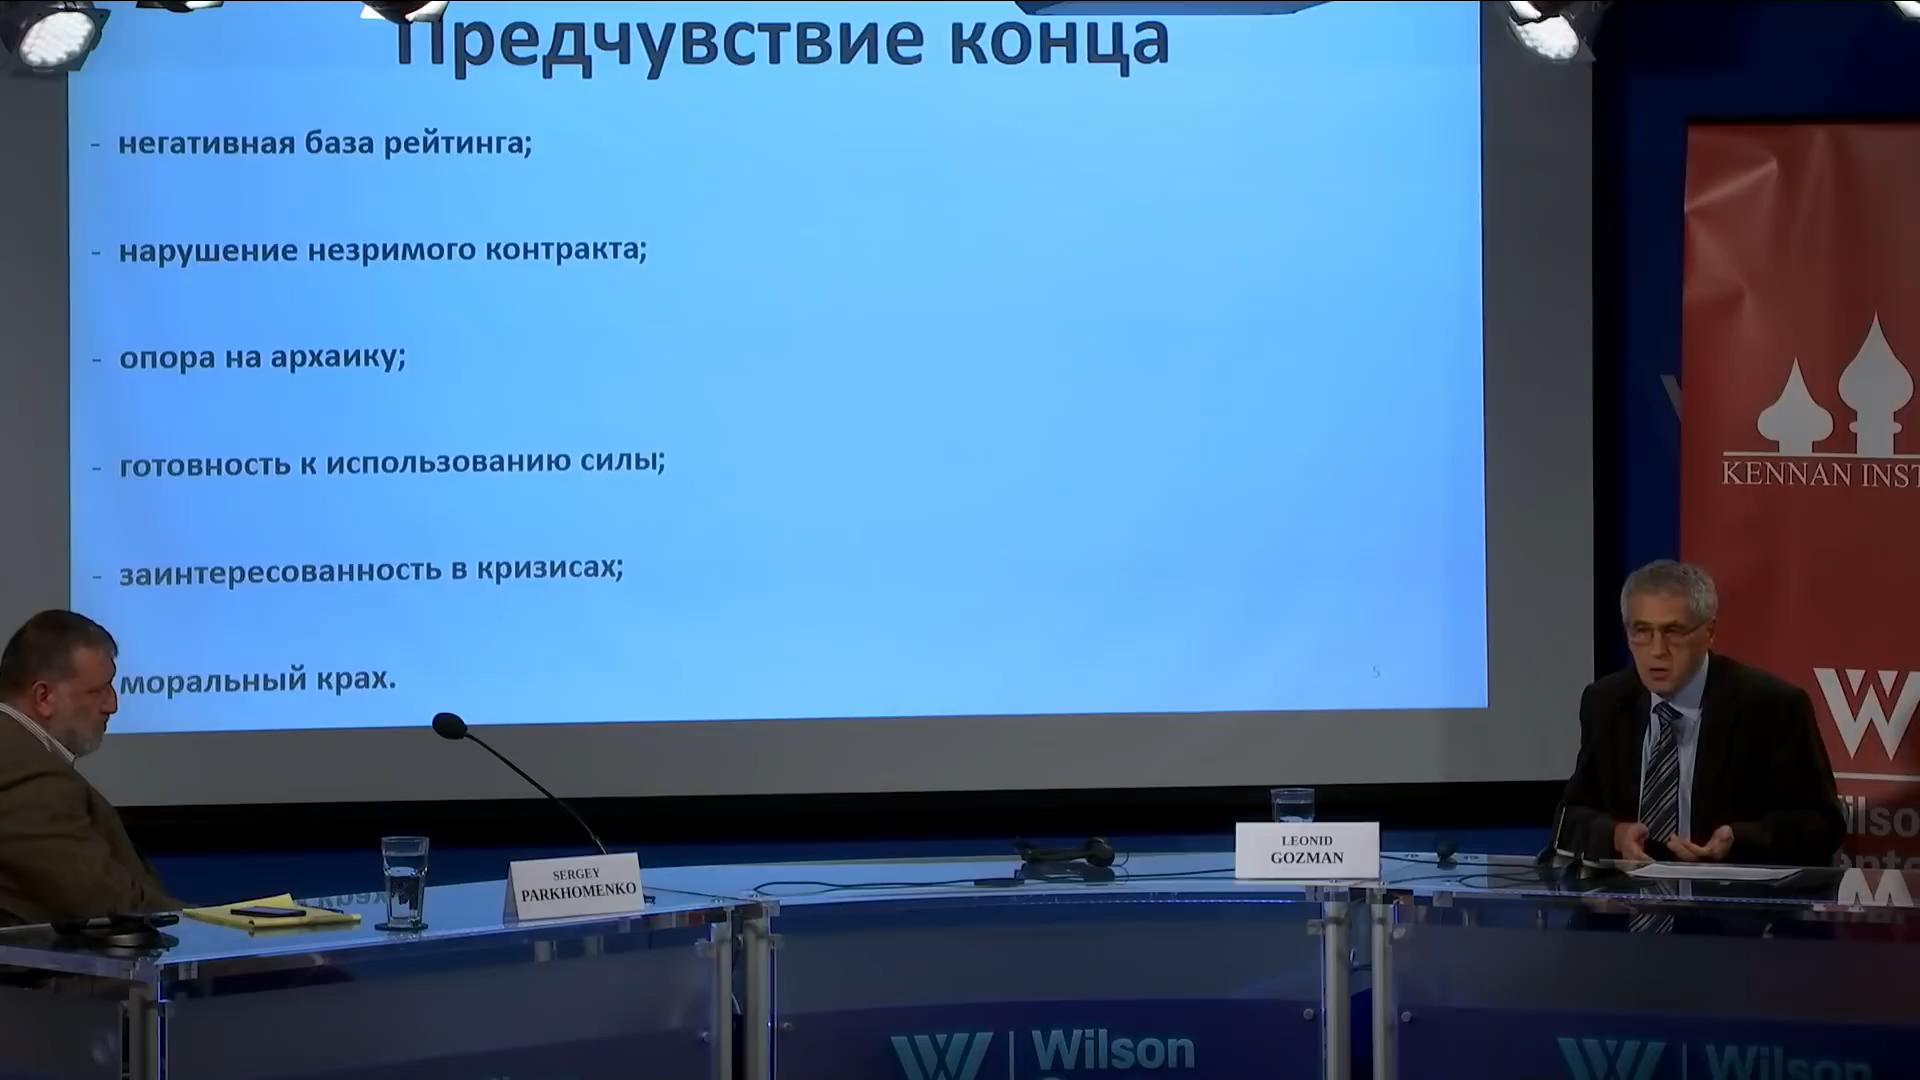 Предчувствие конца
- негативная база рейтинга;
- нарушение незримого контракта;
- опора на архаику;
- готовность к использованию силы;
- заинтересованность в кризисах;
моральный крах.
5
KENNAN INST
SERGEY
PARKHOMENKO
LEONID
GOZMAN
Wilson
Wilson